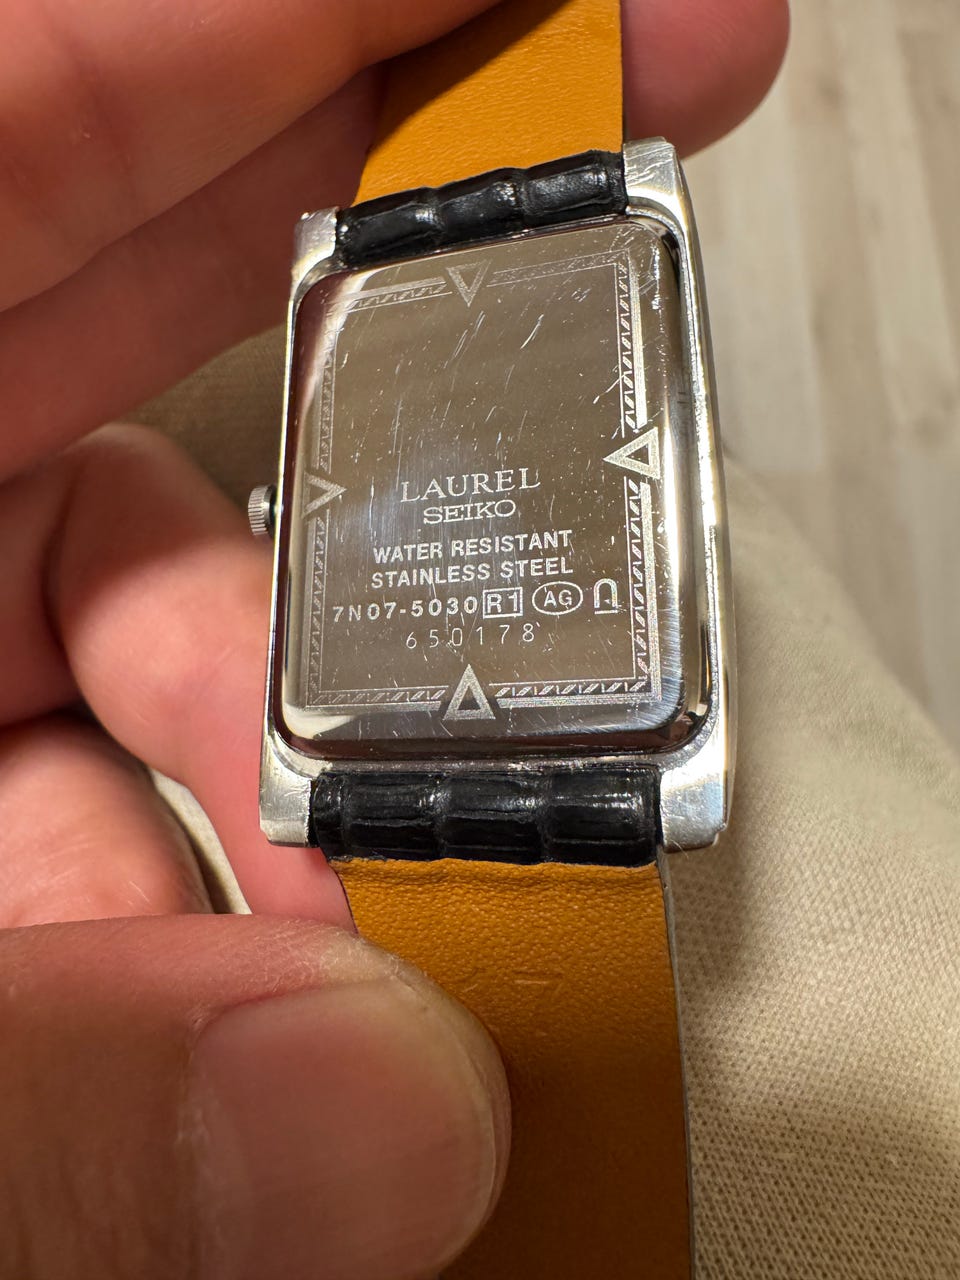 LAUREL
SEIKO
WATER RESISTANT
STAINLESS STEEL
7N07-5030 R1 AG
650178